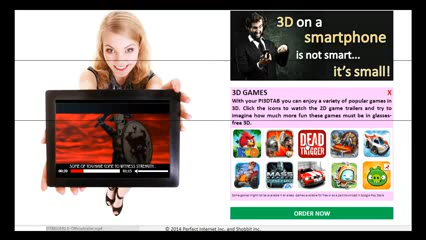 3D on a
smartphone
is not smart...
it's small!
3D GAMES X
With your PI3DTAB you can enjoy a variety of popular games in
3D. Click the icons to watch the 2D game trailers and try to
imagine how much more fun these games must be in glasses-
free 3D.
DEAD
TRIGGER
MASS EFFECT
SOME OF YOU HAVE COME TO WITNESS STRENGTH.
ORDER NOW
© 2014 Perfect Internet Inc. and Shobbit Inc.